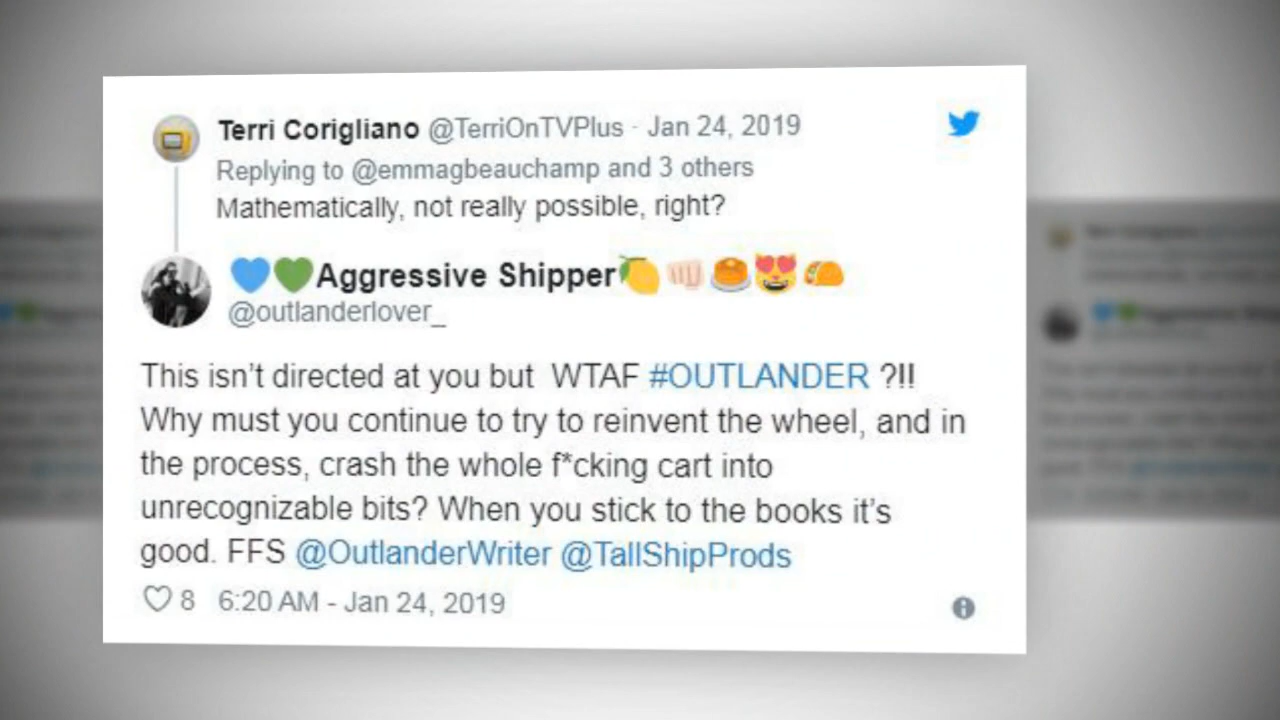 Terri Corigliano @TerriOnTVPlus · Jan 24, 2019
Replying to @emmagbeauchamp and 3 others
Mathematically, not really possible, right?
💙💚Aggressive Shipper🍋👊🏻🥞😻🌮
@outlanderlover_
This isn't directed at you but WTAF #OUTLANDER ?!!
Why must you continue to try to reinvent the wheel, and in
the process, crash the whole f*cking cart into
unrecognizable bits? When you stick to the books it's
good. FFS @OutlanderWriter @TallShipProds
8 6:20 AM - Jan 24, 2019